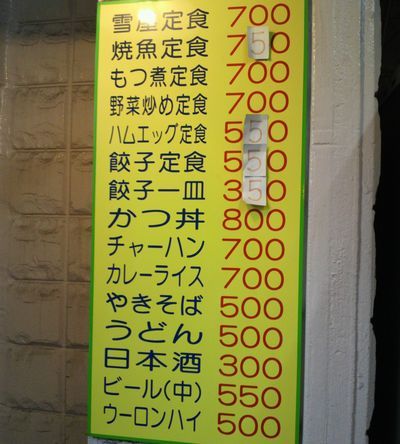 雪屋定食 700
焼魚定食 750
もつ煮定食 700
野菜炒め定食 700
ハムエッグ定食 550
餃子定食 550
餃子一皿 350
かつ丼 800
チャーハン 700
カレーライス 700
やきそば 500
うどん 500
日本酒 300
ビール(中) 550
ウーロンハイ 500